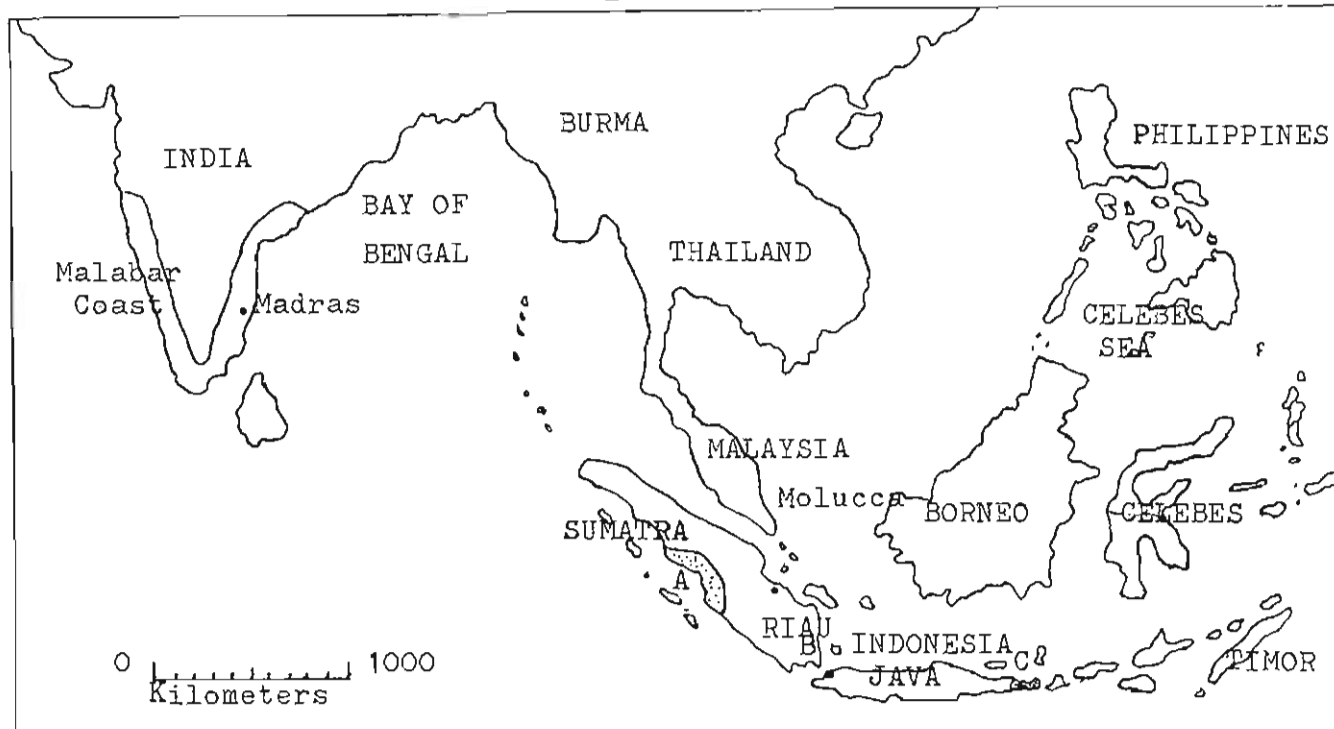 BURMA
PHILIPPINES
INDIA
BAY OF
BENGAL
THAILAND
Malabar
Coast
Madras
CELEBES
SEA
MALAYSIA
Molucca
BORNEO
CELEBES
SUMATRA
A
RIAU
B
INDONESIA
C
JAVA
TIMOR
0 1000
Kilometers